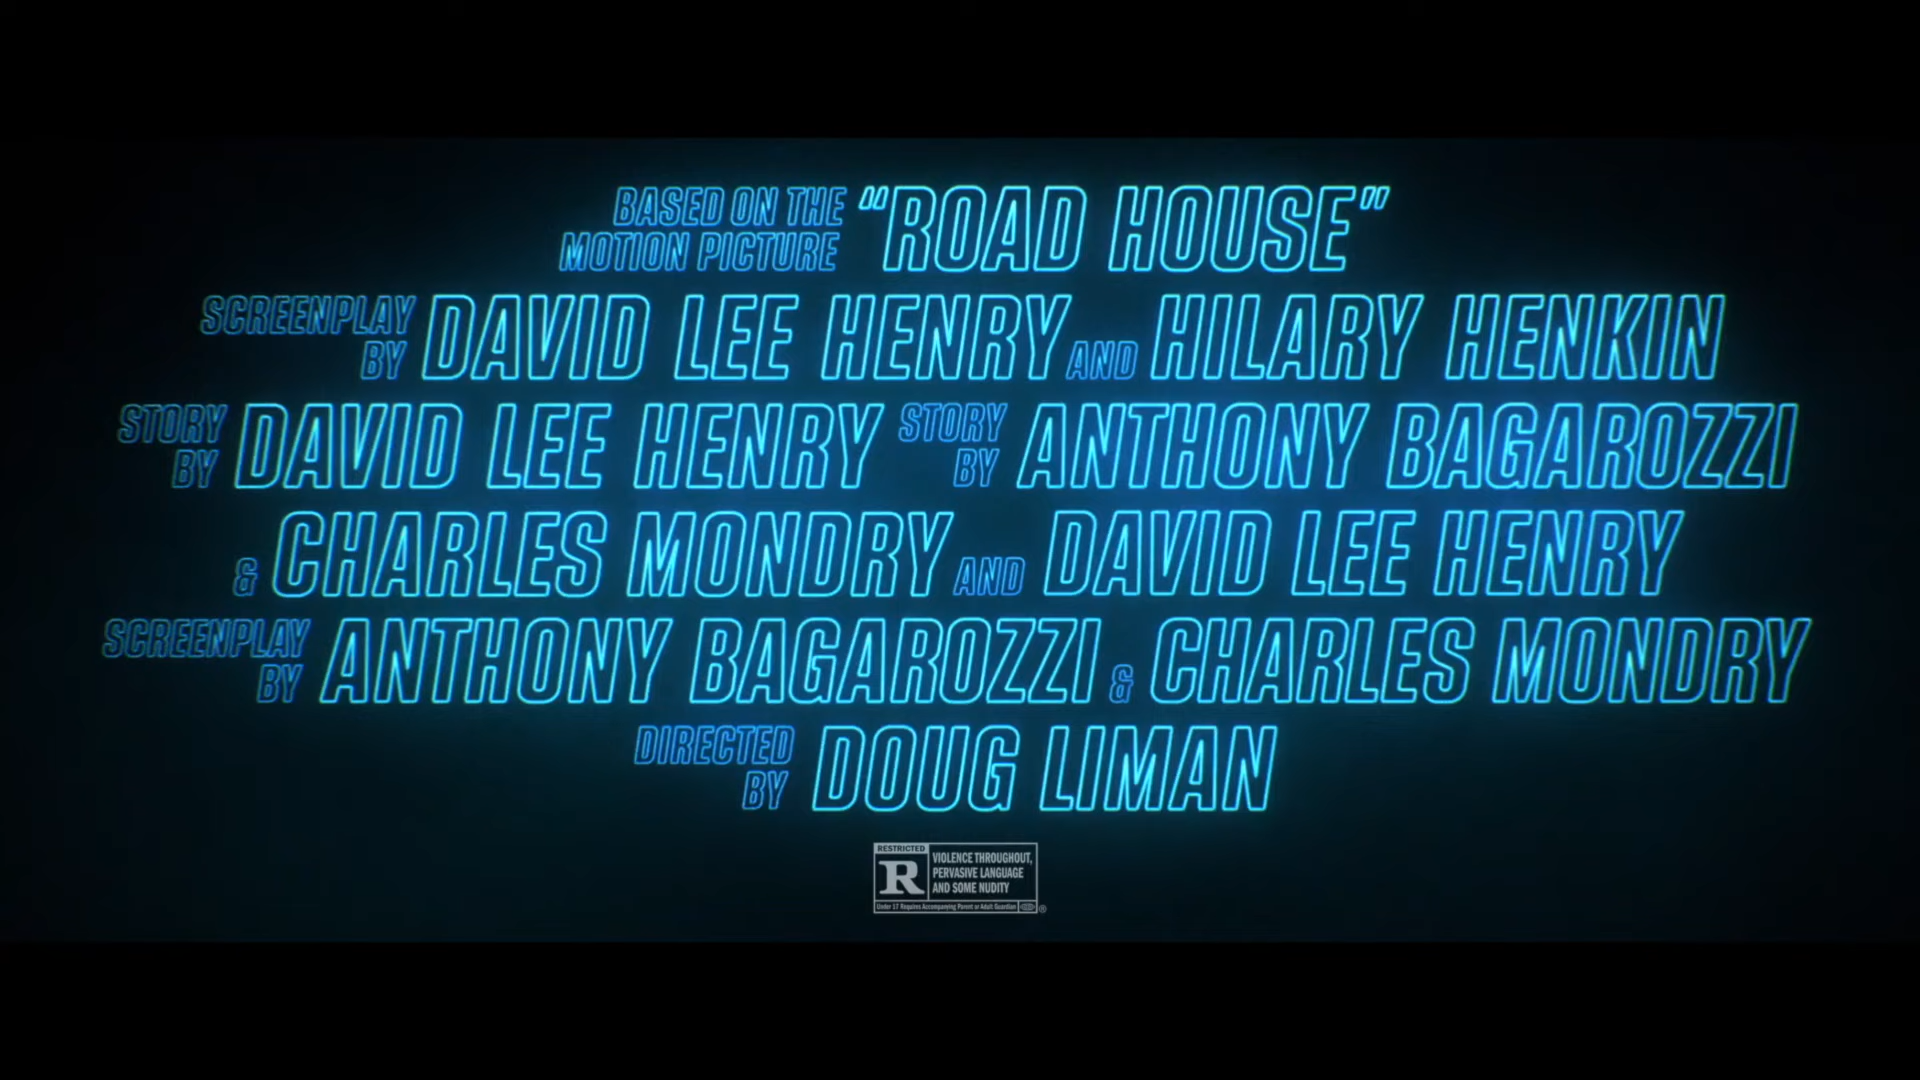 BASED ON THE MOTION PICTURE “ROAD HOUSE”
SCREENPLAY BY DAVID LEE HENRY AND HILARY HENKIN
STORY BY DAVID LEE HENRY STORY BY ANTHONY BAGAROZZI
& CHARLES MONDRY AND DAVID LEE HENRY
SCREENPLAY BY ANTHONY BAGAROZZI & CHARLES MONDRY
DIRECTED BY DOUG LIMAN
RESTRICTED
R
VIOLENCE THROUGHOUT,
PERVASIVE LANGUAGE
AND SOME NUDITY
Under 17 Requires Accompanying Parent or Adult Guardian ®